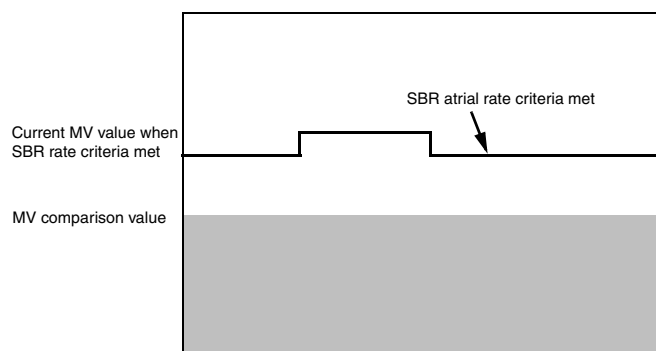 SBR atrial rate criteria met
Current MV value when
SBR rate criteria met
MV comparison value